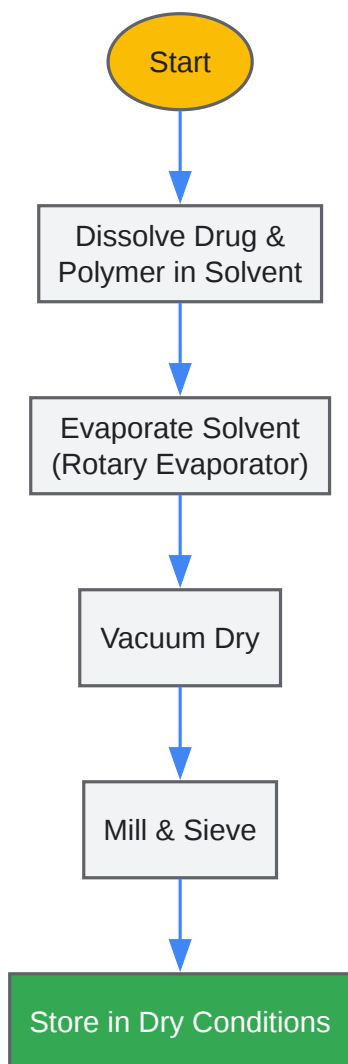 Start
Dissolve Drug &
Polymer in Solvent
Evaporate Solvent
(Rotary Evaporator)
Vacuum Dry
Mill & Sieve
Store in Dry Conditions